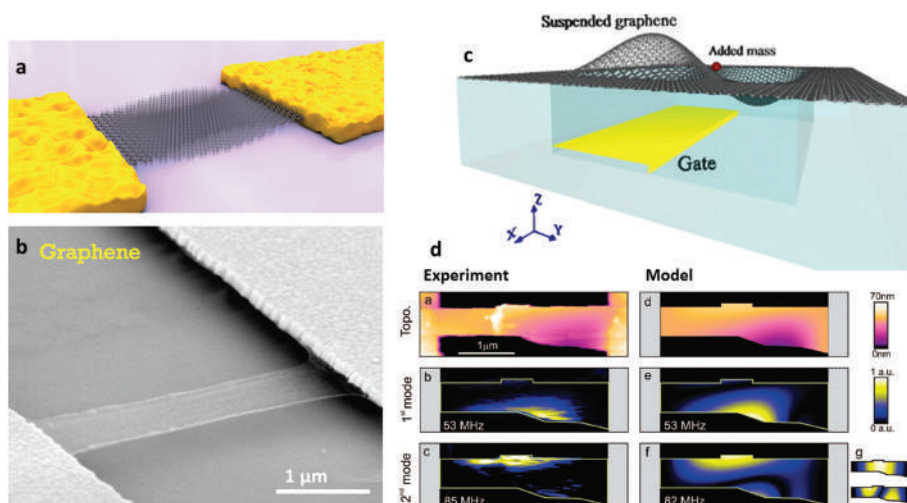 a
b
Graphene
1 µm
Suspended graphene
c
Added mass
Gate
Z
X
Y
d
Experiment
Model
Topo.
a
1µm
d
70nm
0nm
1st mode
b
53 MHz
e
53 MHz
1 a.u.
0 a.u.
2nd mode
c
85 MHz
f
82 MHz
g